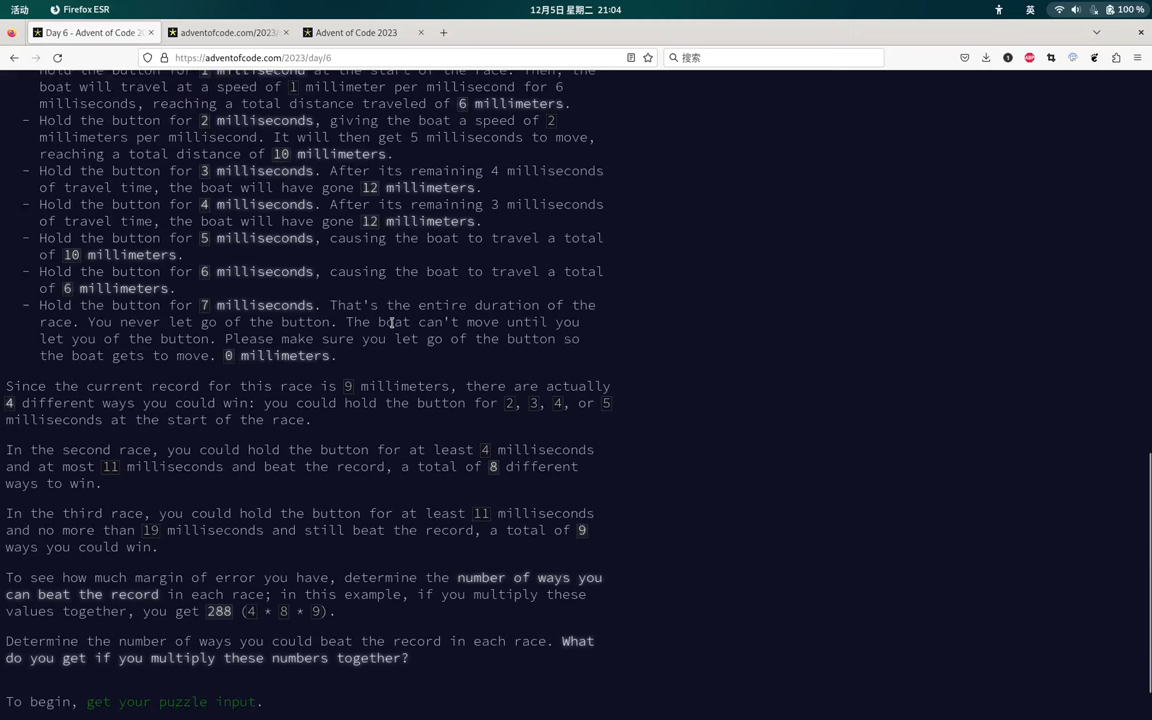 活动 Firefox ESR 12月5日 星期二 21:04 英 100 %
Day 6 - Advent of Code 20 adventofcode.com/2023/ Advent of Code 2023
https://adventofcode.com/2023/day/6 搜索
- Hold the button for 1 millisecond at the start of the race. Then, the
boat will travel at a speed of 1 millimeter per millisecond for 6
milliseconds, reaching a total distance traveled of 6 millimeters.
- Hold the button for 2 milliseconds, giving the boat a speed of 2
millimeters per millisecond. It will then get 5 milliseconds to move,
reaching a total distance of 10 millimeters.
- Hold the button for 3 milliseconds. After its remaining 4 milliseconds
of travel time, the boat will have gone 12 millimeters.
- Hold the button for 4 milliseconds. After its remaining 3 milliseconds
of travel time, the boat will have gone 12 millimeters.
- Hold the button for 5 milliseconds, causing the boat to travel a total
of 10 millimeters.
- Hold the button for 6 milliseconds, causing the boat to travel a total
of 6 millimeters.
- Hold the button for 7 milliseconds. That's the entire duration of the
race. You never let go of the button. The boat can't move until you
let you of the button. Please make sure you let go of the button so
the boat gets to move. 0 millimeters.
Since the current record for this race is 9 millimeters, there are actually
4 different ways you could win: you could hold the button for 2, 3, 4, or 5
milliseconds at the start of the race.
In the second race, you could hold the button for at least 4 milliseconds
and at most 11 milliseconds and beat the record, a total of 8 different
ways to win.
In the third race, you could hold the button for at least 11 milliseconds
and no more than 19 milliseconds and still beat the record, a total of 9
ways you could win.
To see how much margin of error you have, determine the number of ways you
can beat the record in each race; in this example, if you multiply these
values together, you get 288 (4 * 8 * 9).
Determine the number of ways you could beat the record in each race. What
do you get if you multiply these numbers together?
To begin, get your puzzle input.